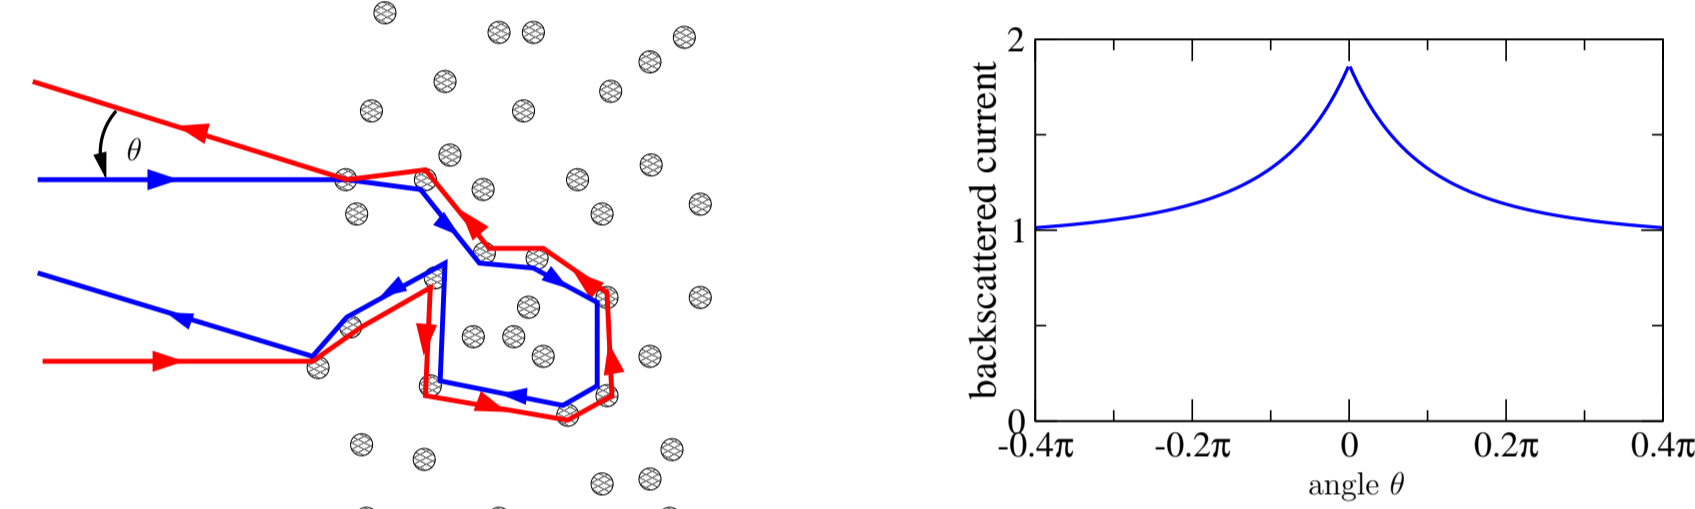 θ
backscattered current
2
1
0
-0.4π -0.2π 0 0.2π 0.4π
angle θ